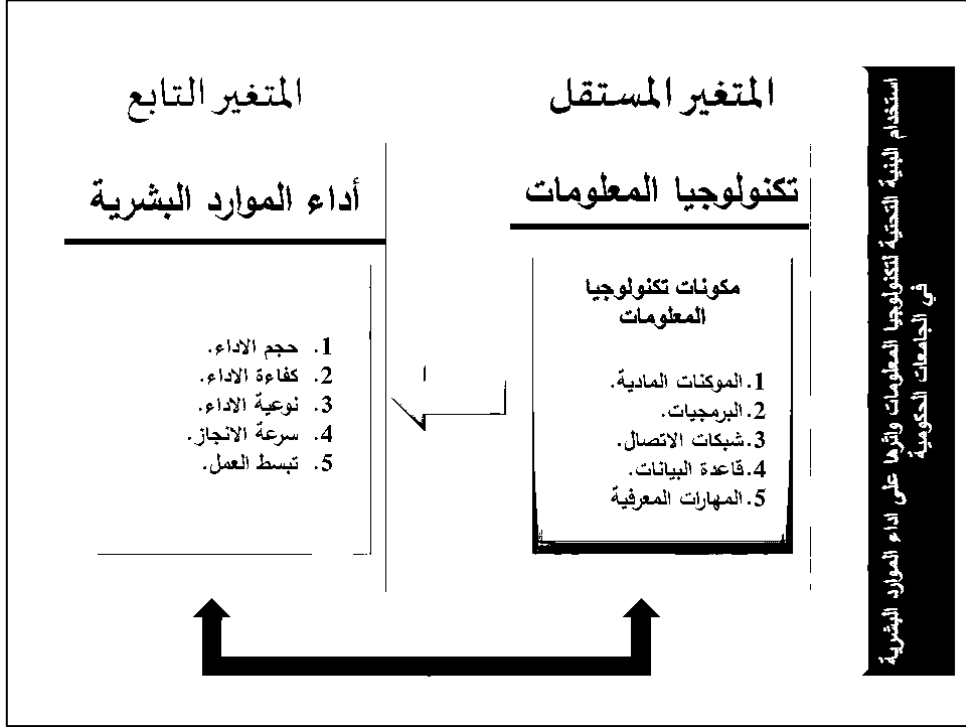 استخدام البنية التحتية لتكنولوجيا المعلومات واثرها على اداء الموارد البشرية
في الجامعات الحكومية
المتغير المستقل
تكنولوجيا المعلومات
مكونات تكنولوجيا
المعلومات
1. الموكنات المادية.
2. البرمجيات.
3. شبكات الاتصال.
4. قاعدة البيانات.
5. المهارات المعرفية
المتغير التابع
أداء الموارد البشرية
1. حجم الاداء.
2. كفاءة الاداء.
3. نوعية الاداء.
4. سرعة الانجاز.
5. تبسط العمل.